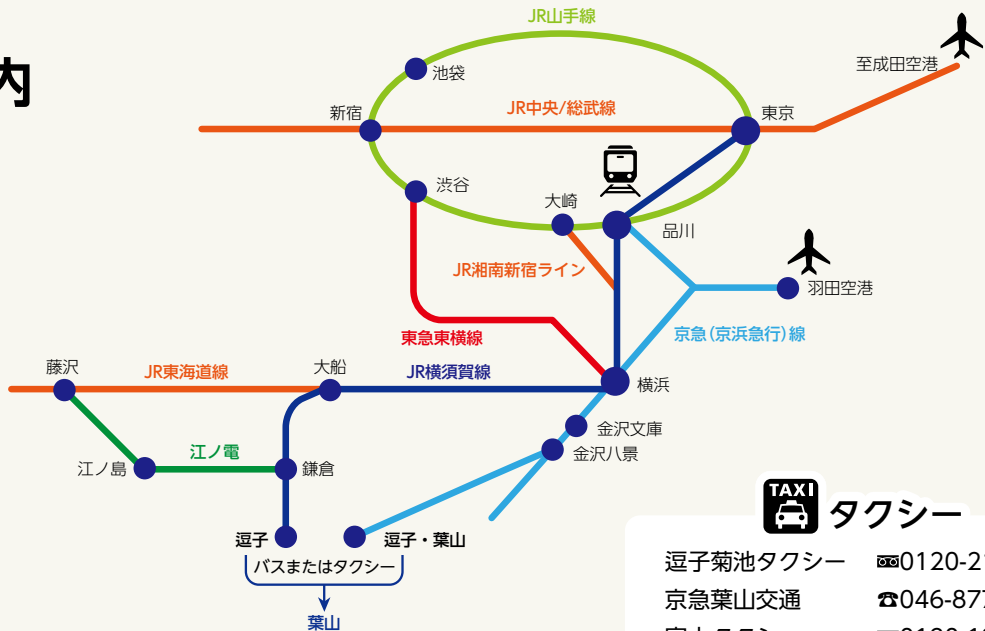 内
JR山手線
至成田空港
池袋
新宿
JR中央/総武線
東京
渋谷
大崎
品川
JR湘南新宿ライン
羽田空港
東急東横線
京急(京浜急行)線
藤沢
JR東海道線
大船
JR横須賀線
横浜
金沢文庫
江ノ電
金沢八景
江ノ島
鎌倉
逗子
逗子・葉山
バスまたはタクシー
葉山
TAXI
タクシー
逗子菊池タクシー 0120-2
京急葉山交通 ☎046-877